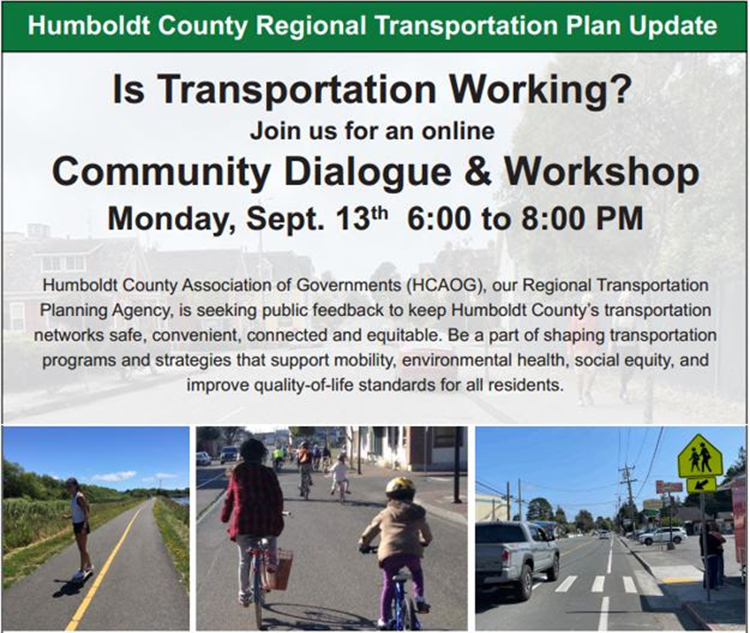 Humboldt County Regional Transportation Plan Update
Is Transportation Working?
Join us for an online
Community Dialogue & Workshop
Monday, Sept. 13th 6:00 to 8:00 PM
Humboldt County Association of Governments (HCAOG), our Regional Transportation
Planning Agency, is seeking public feedback to keep Humboldt County's transportation
networks safe, convenient, connected and equitable. Be a part of shaping transportation
programs and strategies that support mobility, environmental health, social equity, and
improve quality-of-life standards for all residents.